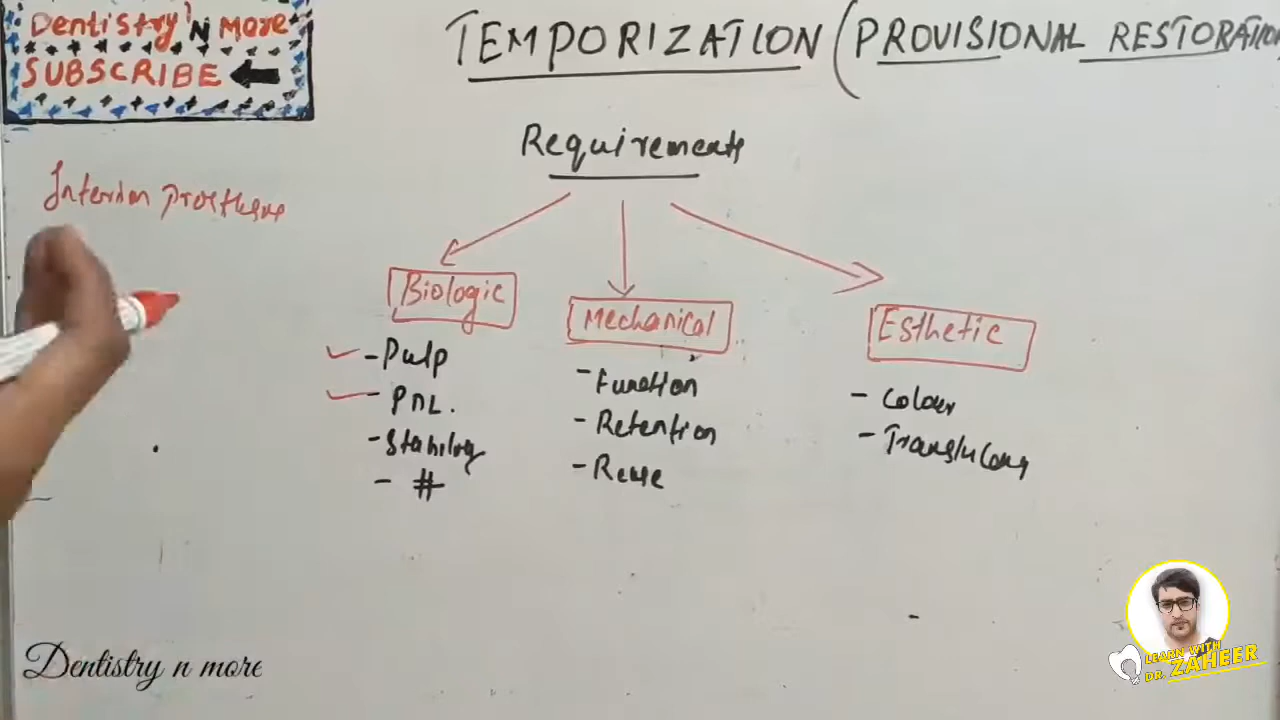 Dentistry 'N More
SUBSCRIBE
TEMPORIZATION (PROVISIONAL RESTORATION
Requirements
Interim prosthesis
Biologic
- Pulp
- PDL.
- Stability
- #
Mechanical
- Function
- Retention
- Reuse
Esthetic
- Colour
- Translucency
Dentistry n more
LEARN WITH
DR. ZAHEER